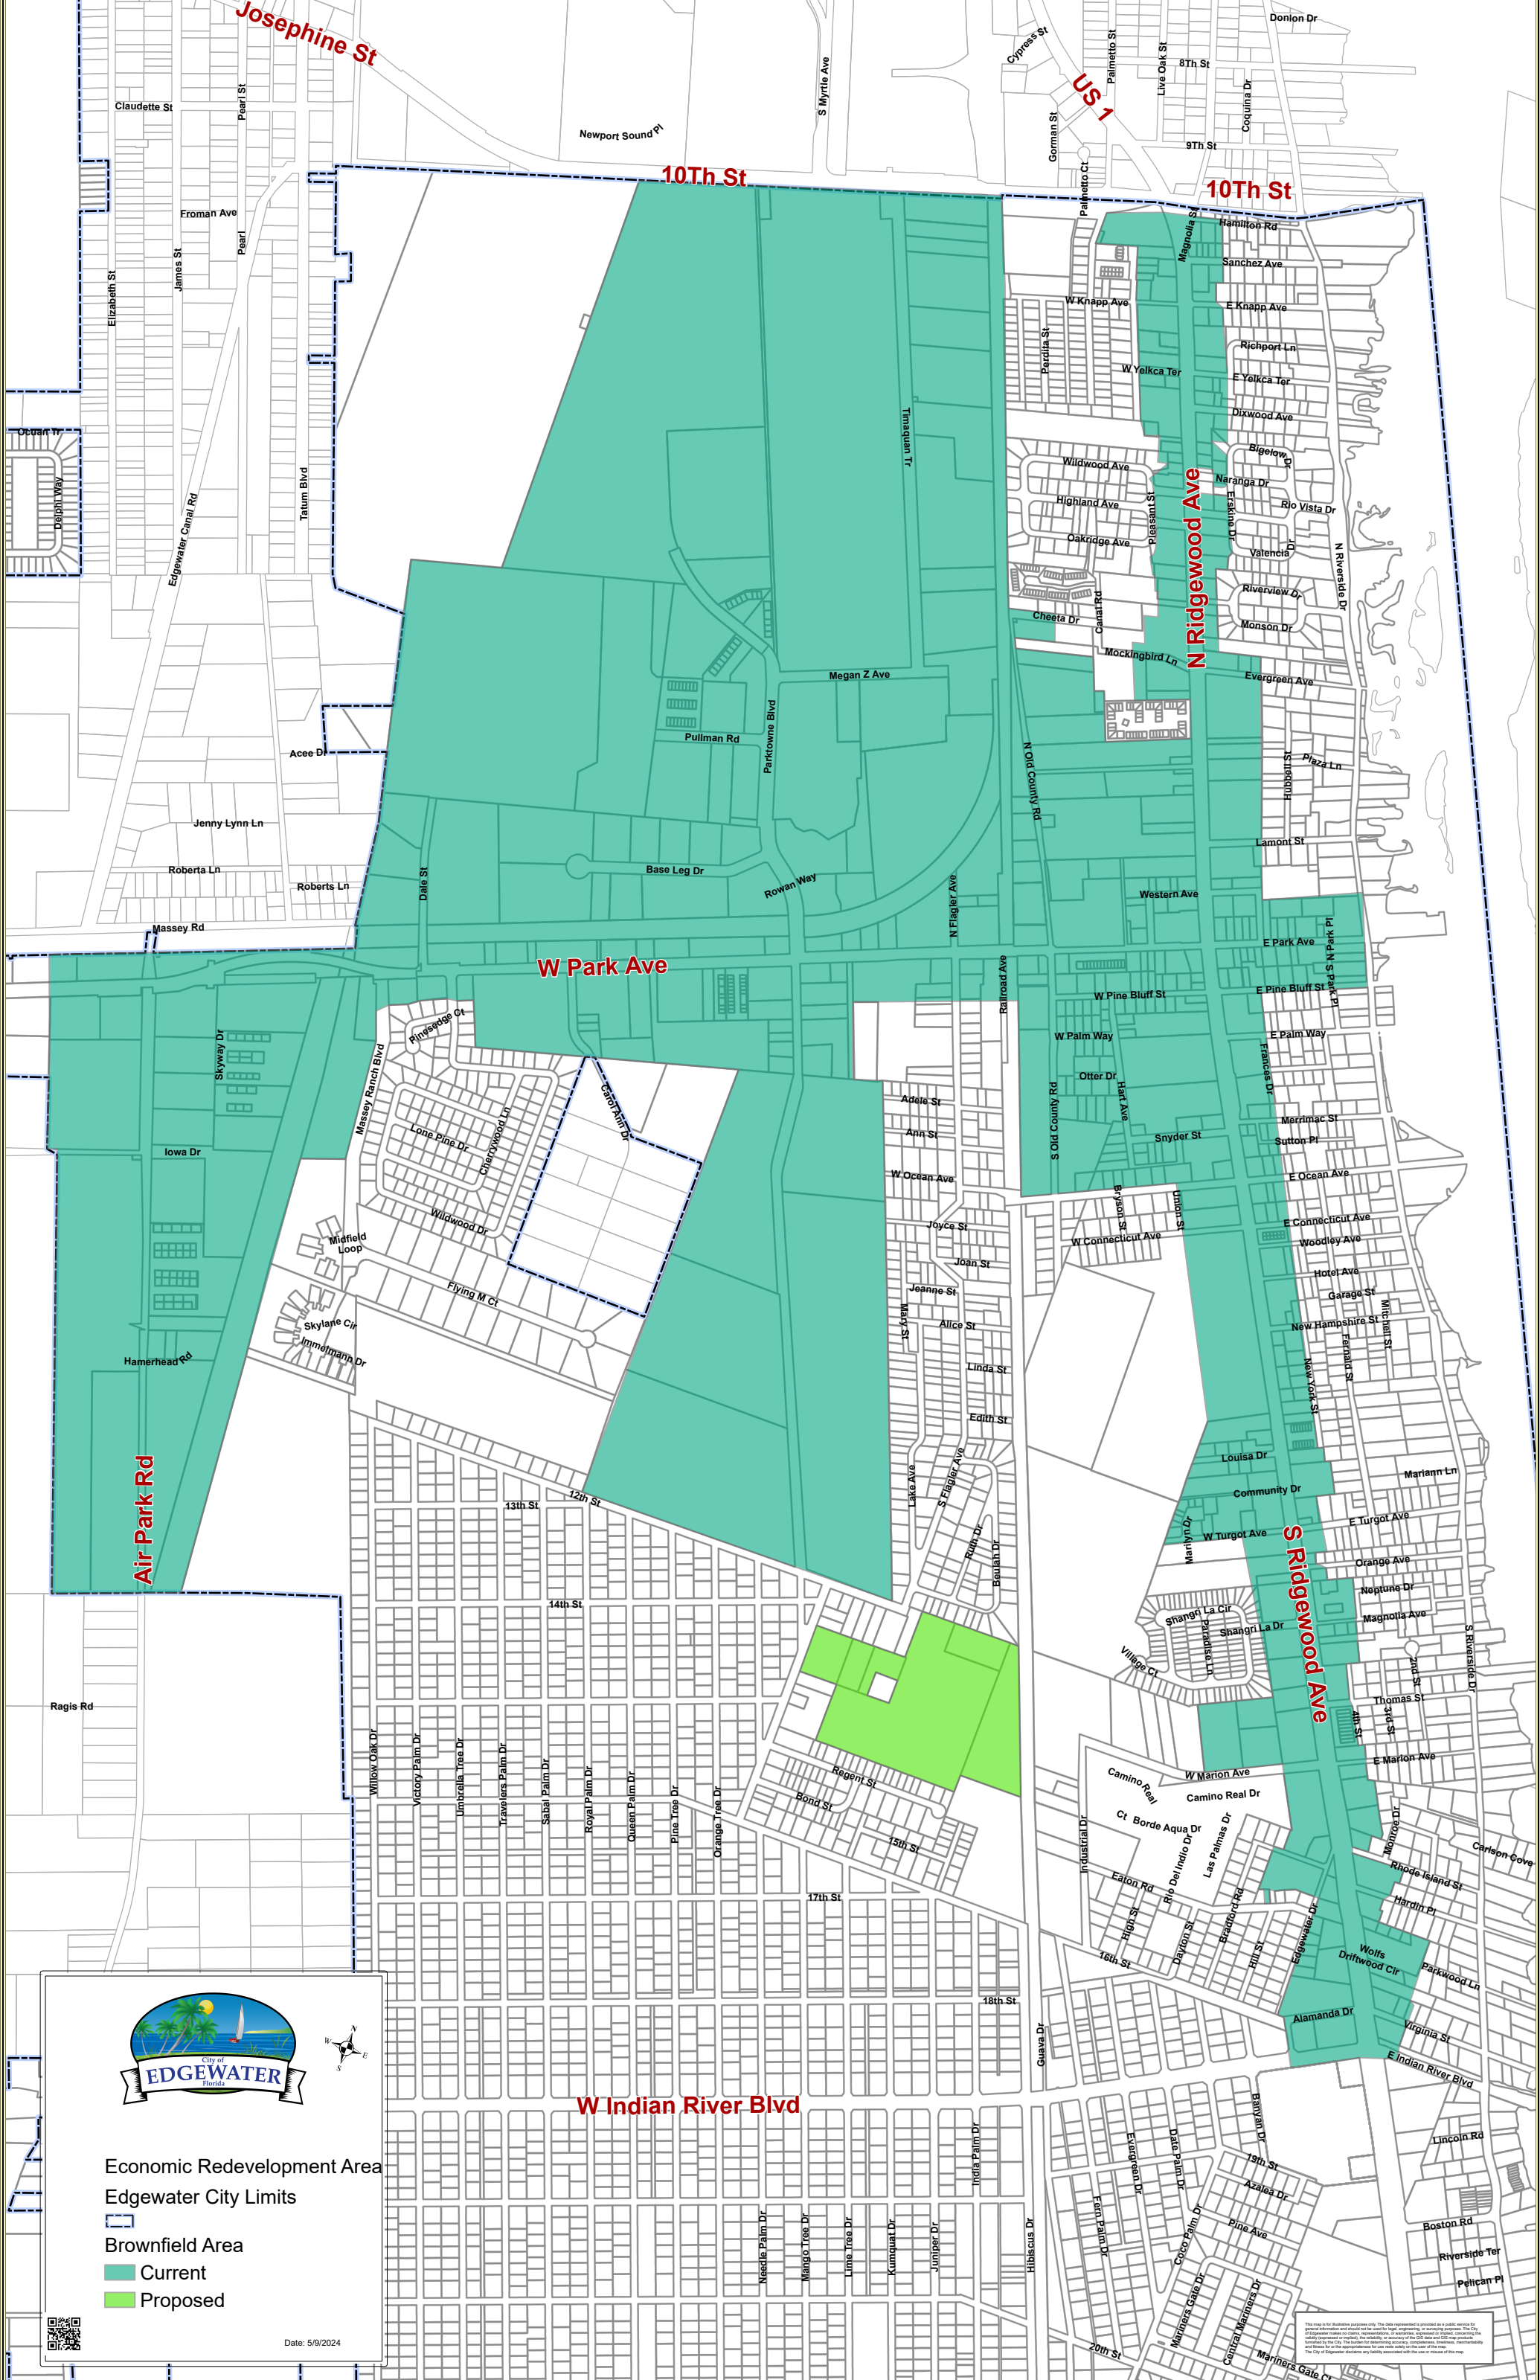 Josephine St
US 1
Donlon Dr
Cypress St
Palmetto St
Live Oak St
8Th St
Coquina Dr
S Myrtle Ave
Claudette St
Pearl St
Newport Sound Pl
Gorman St
9Th St
10Th St
10Th St
Palmetto Ct
Froman Ave
Pearl
James St
Elizabeth St
Magnolia St
Hamilton Rd
Sanchez Ave
W Knapp Ave
E Knapp Ave
Perdita St
Richport Ln
W Yelkca Ter
E Yelkca Ter
Dixwood Ave
Timaquan Tr
Ocuan Tr
Delphi Way
Edgewater Canal Rd
Tatum Blvd
Wildwood Ave
Bigelow Dr
Highland Ave
Pleasant St
Naranga Dr
Erskine Dr
Rio Vista Dr
Oakridge Ave
Valencia Dr
N Ridgewood Ave
N Riverside Dr
Riverview Dr
Cheeta Dr
Canal Rd
Monson Dr
Mockingbird Ln
Evergreen Ave
Megan Z Ave
Pullman Rd
Parktowne Blvd
Acee Dr
N Old County Rd
Hubbell St
Plaza Ln
Jenny Lynn Ln
Lamont St
Roberta Ln
Roberts Ln
Dale St
Base Leg Dr
Rowan Way
N Flagler Ave
Western Ave
Massey Rd
W Park Ave
E Park Ave
N Park Pl
S Park Pl
Railroad Ave
W Pine Bluff St
E Pine Bluff St
Pinesedge Ct
W Palm Way
E Palm Way
Skyway Dr
Massey Ranch Blvd
Otter Dr
Hart Ave
Frances Dr
Carol Ann Dr
Adele St
Ann St
S Old County Rd
Merrimac St
Snyder St
Sutton Pl
Lone Pine Dr
Cherrywood Ln
Iowa Dr
W Ocean Ave
E Ocean Ave
Bryson St
Union St
Wildwood Dr
Joyce St
W Connecticut Ave
E Connecticut Ave
Woodley Ave
Midfield
Loop
Joan St
Hotel Ave
Flying M Ct
Jeanne St
Garage St
Mary St
Mitchell St
Skylane Cir
Alice St
New Hampshire St
Immelmann Dr
Fernald St
Hamerhead Rd
Linda St
New York St
Edith St
Air Park Rd
Louisa Dr
Lake Ave
S Flagler Ave
Mariann Ln
Community Dr
13th St
12th St
Marilyn Dr
W Turgot Ave
E Turgot Ave
S Ridgewood Ave
Ruth Dr
Beulah Dr
Orange Ave
Neptune Dr
14th St
Shangri La Cir
Magnolia Ave
Shangri La Dr
Paradise Ln
Village Ct
2nd St
S Riverside Dr
Ragis Rd
Thomas St
3rd St
4th St
Willow Oak Dr
Victory Palm Dr
Umbrella Tree Dr
Travelers Palm Dr
Sabal Palm Dr
Royal Palm Dr
Queen Palm Dr
Pine Tree Dr
Orange Tree Dr
Regent St
Bond St
15th St
W Marion Ave
E Marion Ave
Camino Real
Ct
Camino Real Dr
Borde Aqua Dr
Industrial Dr
Rio Del Indio Dr
Las Palmas Dr
Monroe Dr
Carlson Cove
Rhode Island St
Eaton Rd
17th St
High St
Bradford Rd
Hardin Pl
Dayton St
Hill St
Edgewater Dr
16th St
Wolfs
Driftwood Cir
Parkwood Ln
18th St
Alamanda Dr
Virginia St
Guava Dr
E Indian River Blvd
W Indian River Blvd
Banyan Dr
India Palm Dr
Evergreen Dr
Date Palm Dr
Lincoln Rd
19th St
Azalea Dr
Fern Palm Dr
Coco Palm Dr
Pine Ave
Boston Rd
Needle Palm Dr
Mango Tree Dr
Lime Tree Dr
Kumquat Dr
Juniper Dr
Hibiscus Dr
Riverside Ter
Pelican Pl
Mariners Gate Dr
Central Mariners Dr
20th St
Mariners Gate Ct
City of
EDGEWATER
Florida
N
W
E
S
Economic Redevelopment Area
Edgewater City Limits
Brownfield Area
Current
Proposed
Date: 5/9/2024